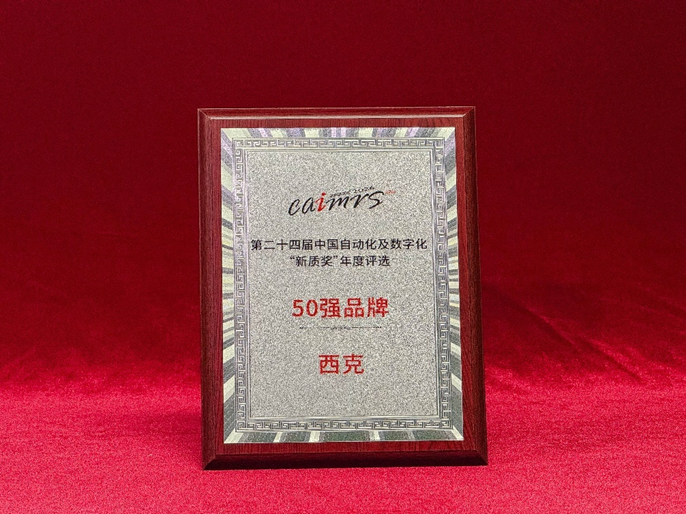 caimrs
第二十四届中国自动化及数字化
“新质奖”年度评选
50强品牌
西克